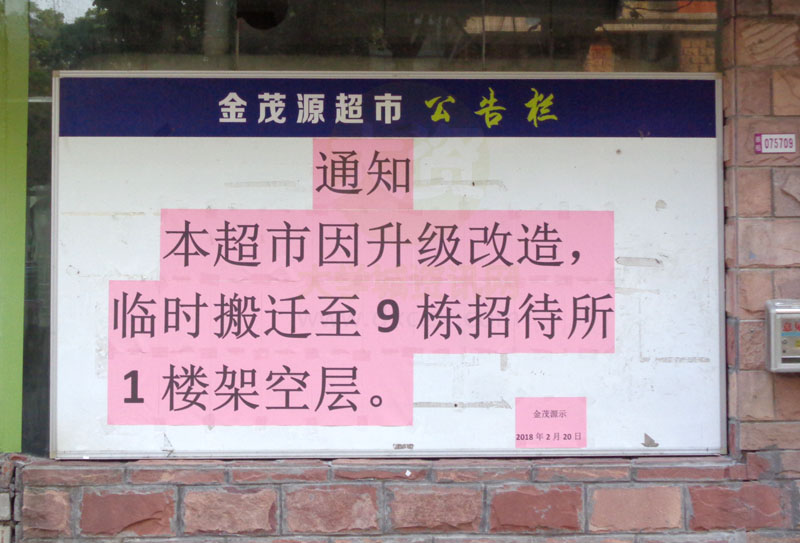 金茂源超市 公告栏
通知
本超市因升级改造，
临时搬迁至 9 栋招待所
1 楼架空层。
金茂源示
2018 年 2 月 20 日
075709